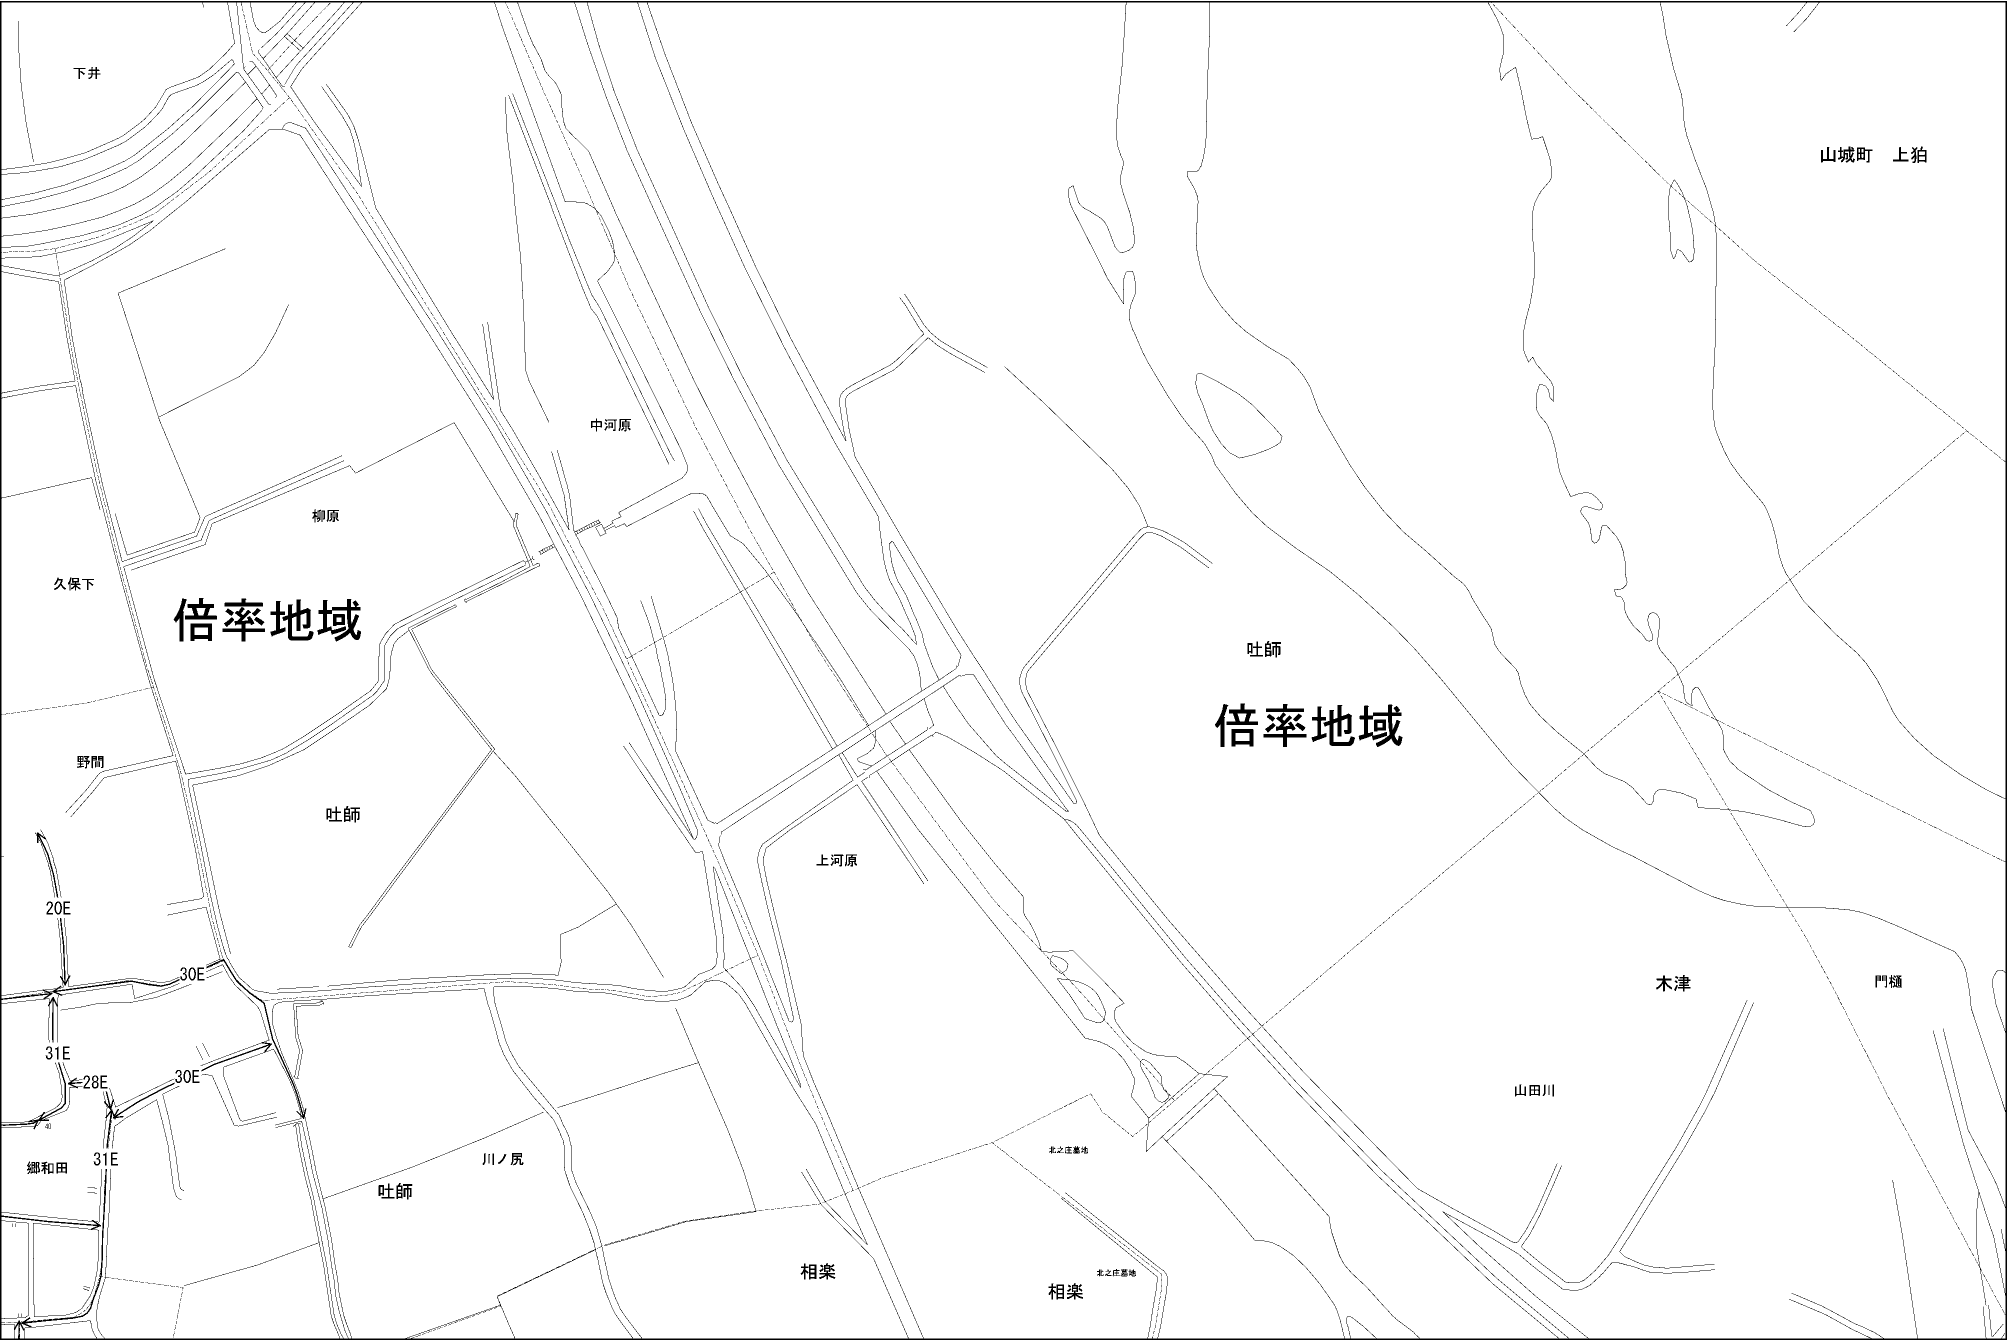 下井
山城町　上狛
中河原
柳原
久保下
倍率地域
吐師
倍率地域
野間
吐師
上河原
20E
30E
木津
門樋
31E
28E
30E
山田川
40
北之庄墓地
31E
川ノ尻
郷和田
吐師
相楽
北之庄墓地
相楽